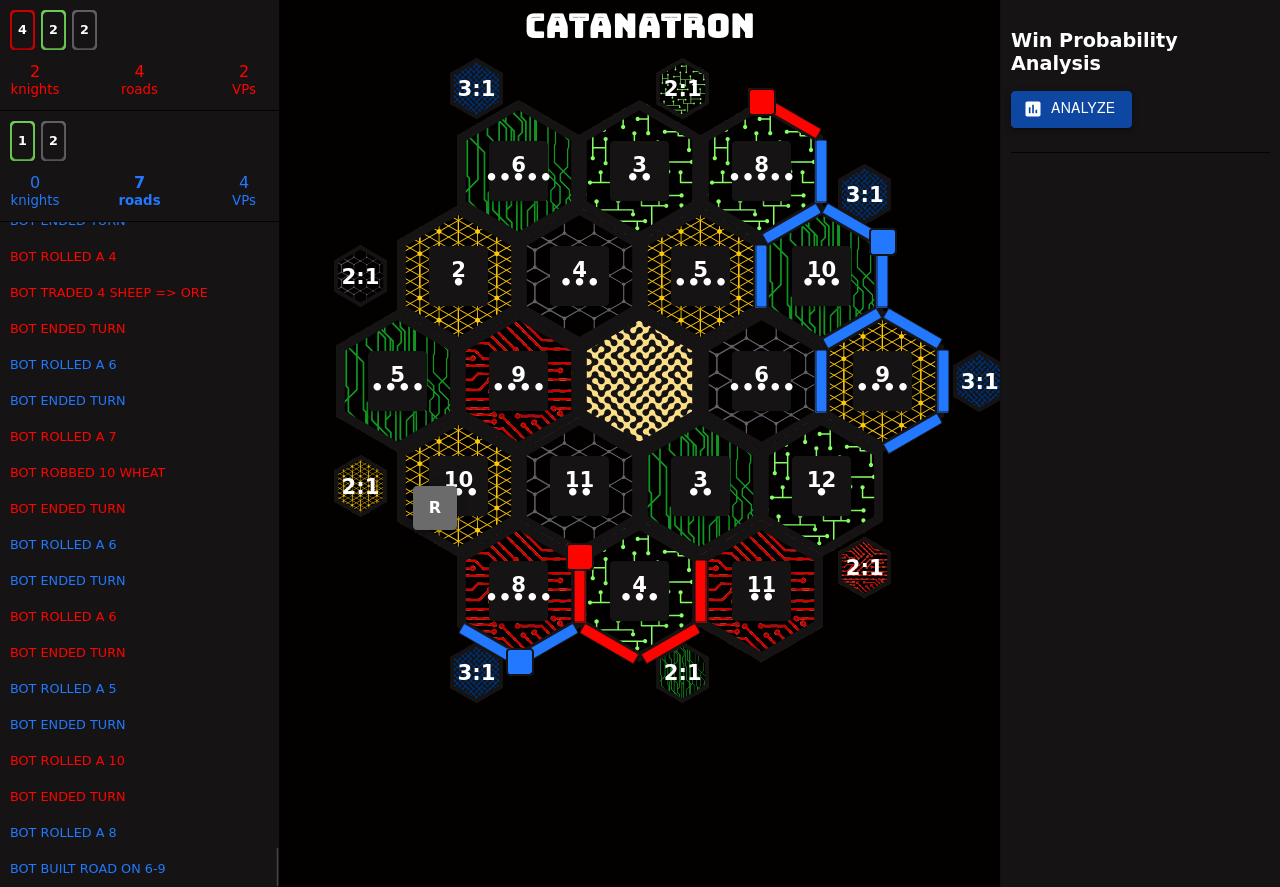 CATANATRON
4 2 2
2 4 2
knights roads VPs
1 2
0 7 4
knights roads VPs
BOT ENDED TURN
BOT ROLLED A 4
BOT TRADED 4 SHEEP => ORE
BOT ENDED TURN
BOT ROLLED A 6
BOT ENDED TURN
BOT ROLLED A 7
BOT ROBBED 10 WHEAT
BOT ENDED TURN
BOT ROLLED A 6
BOT ENDED TURN
BOT ROLLED A 6
BOT ENDED TURN
BOT ROLLED A 5
BOT ENDED TURN
BOT ROLLED A 10
BOT ENDED TURN
BOT ROLLED A 8
BOT BUILT ROAD ON 6-9
3:1 2:1
6 3 8
3:1
2:1 2 4 5 10
5 9 6 9 3:1
2:1 10 11 3 12
R
2:1
8 4 11
3:1 2:1
Win Probability
Analysis
ANALYZE